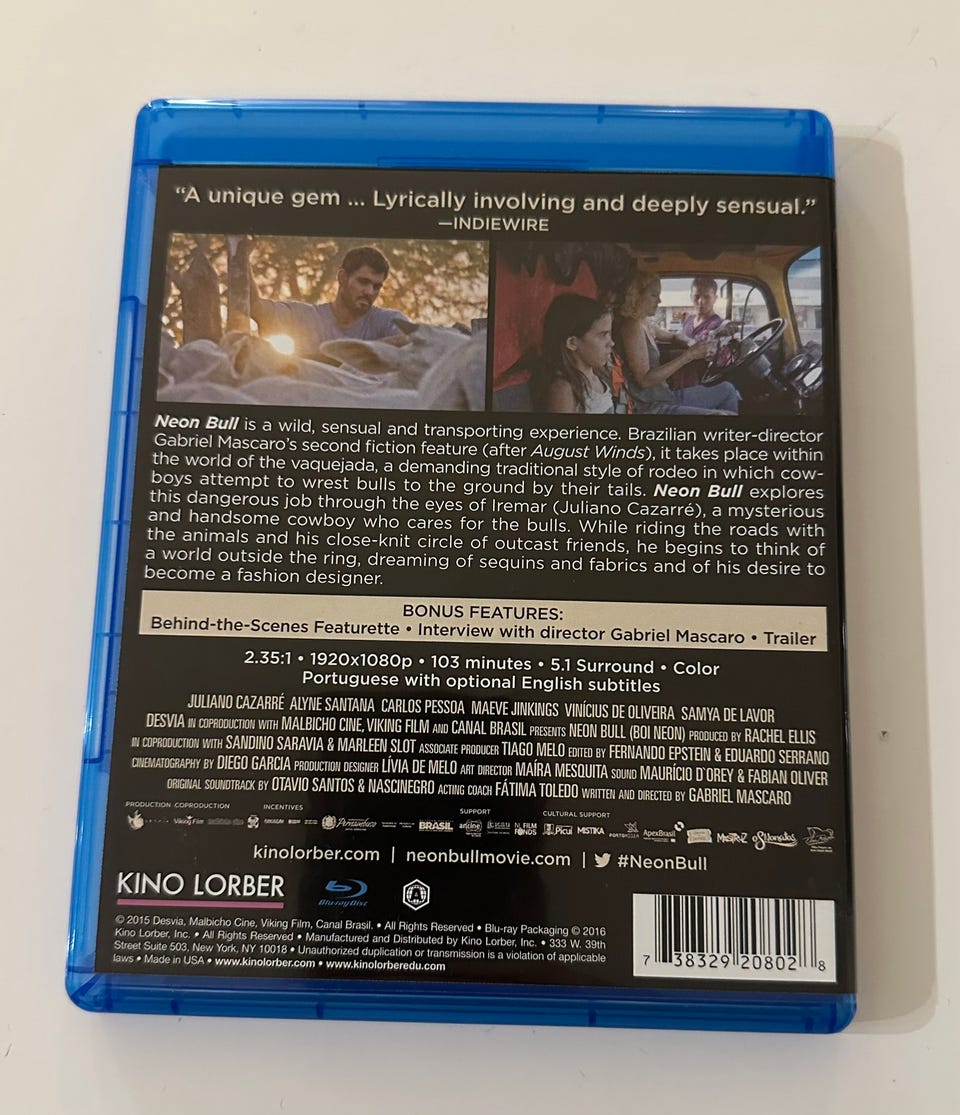 “A unique gem ... Lyrically involving and deeply sensual.”
—INDIEWIRE
Neon Bull is a wild, sensual and transporting experience. Brazilian writer-director
Gabriel Mascaro’s second fiction feature (after August Winds), it takes place within
the world of the vaquejada, a demanding traditional style of rodeo in which cow-
boys attempt to wrest bulls to the ground by their tails. Neon Bull explores
this dangerous job through the eyes of Iremar (Juliano Cazarré), a mysterious
and handsome cowboy who cares for the bulls. While riding the roads with
the animals and his close-knit circle of outcast friends, he begins to think of
a world outside the ring, dreaming of sequins and fabrics and of his desire to
become a fashion designer.
BONUS FEATURES:
Behind-the-Scenes Featurette • Interview with director Gabriel Mascaro • Trailer
2.35:1 • 1920x1080p • 103 minutes • 5.1 Surround • Color
Portuguese with optional English subtitles
JULIANO CAZARRÉ ALYNE SANTANA CARLOS PESSOA MAEVE JINKINGS VINÍCIUS DE OLIVEIRA SAMYA DE LAVOR
DESVIA IN COPRODUCTION WITH MALBICHO CINE, VIKING FILM AND CANAL BRASIL PRESENTS NEON BULL (BOI NEON) PRODUCED BY RACHEL ELLIS
IN COPRODUCTION WITH SANDINO SARAVIA & MARLEEN SLOT ASSOCIATE PRODUCER TIAGO MELO EDITED BY FERNANDO EPSTEIN & EDUARDO SERRANO
CINEMATOGRAPHY BY DIEGO GARCIA PRODUCTION DESIGNER LÍVIA DE MELO ART DIRECTOR MAÍRA MESQUITA SOUND MAURÍCIO D'OREY & FABIAN OLIVER
ORIGINAL SOUNDTRACK BY OTAVIO SANTOS & NASCINEGRO ACTING COACH FÁTIMA TOLEDO WRITTEN AND DIRECTED BY GABRIEL MASCARO
PRODUCTION COPRODUCTION INCENTIVES SUPPORT CULTURAL SUPPORT
Viking Film Pernambuco BRASIL ancine NL FILM FONDS Picui MISTIKA PORTOMÍDIA ApexBrasil
kinolorber.com | neonbullmovie.com | #NeonBull
KINO LORBER Blu-ray Disc
© 2015 Desvia, Malbicho Cine, Viking Film, Canal Brasil. • All Rights Reserved • Blu-ray Packaging © 2016
Kino Lorber, Inc. • All Rights Reserved • Manufactured and Distributed by Kino Lorber, Inc. • 333 W. 39th
Street Suite 503, New York, NY 10018 • Unauthorized duplication or transmission is a violation of applicable
laws • Made in USA • www.kinolorber.com • www.kinolorberedu.com
7 38329 20802 8